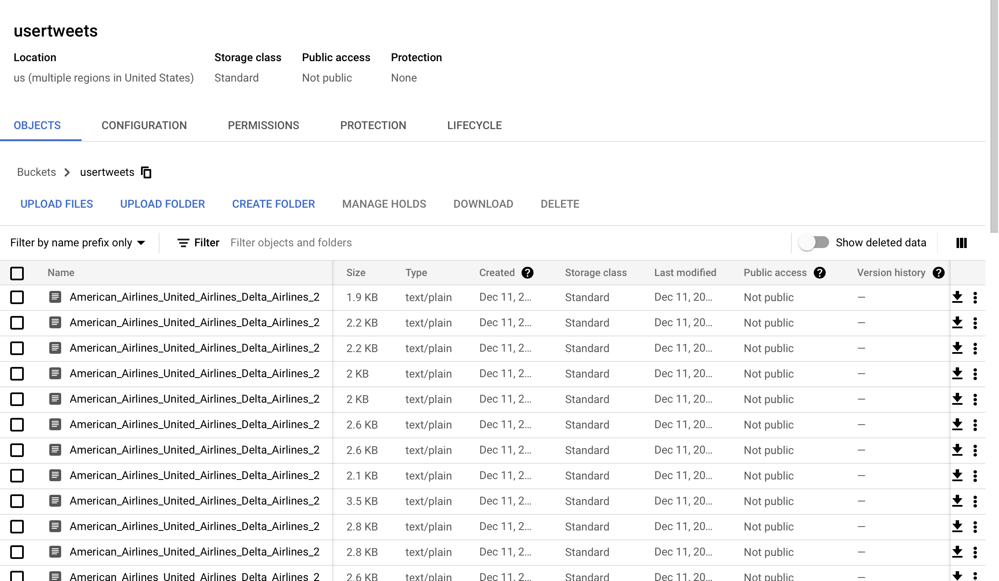 usertweets
Location Storage class Public access Protection
us (multiple regions in United States) Standard Not public None
OBJECTS CONFIGURATION PERMISSIONS PROTECTION LIFECYCLE
Buckets usertweets
UPLOAD FILES UPLOAD FOLDER CREATE FOLDER MANAGE HOLDS DOWNLOAD DELETE
Filter by name prefix only Filter Filter objects and folders Show deleted data
Name Size Type Created Storage class Last modified Public access Version history
American_Airlines_United_Airlines_Delta_Airlines_2 1.9 KB text/plain Dec 11, 2... Standard Dec 11, 20... Not public —
American_Airlines_United_Airlines_Delta_Airlines_2 2.2 KB text/plain Dec 11, 2... Standard Dec 11, 20... Not public —
American_Airlines_United_Airlines_Delta_Airlines_2 2.2 KB text/plain Dec 11, 2... Standard Dec 11, 20... Not public —
American_Airlines_United_Airlines_Delta_Airlines_2 2 KB text/plain Dec 11, 2... Standard Dec 11, 20... Not public —
American_Airlines_United_Airlines_Delta_Airlines_2 2 KB text/plain Dec 11, 2... Standard Dec 11, 20... Not public —
American_Airlines_United_Airlines_Delta_Airlines_2 2.6 KB text/plain Dec 11, 2... Standard Dec 11, 20... Not public —
American_Airlines_United_Airlines_Delta_Airlines_2 2.6 KB text/plain Dec 11, 2... Standard Dec 11, 20... Not public —
American_Airlines_United_Airlines_Delta_Airlines_2 2.1 KB text/plain Dec 11, 2... Standard Dec 11, 20... Not public —
American_Airlines_United_Airlines_Delta_Airlines_2 3.5 KB text/plain Dec 11, 2... Standard Dec 11, 20... Not public —
American_Airlines_United_Airlines_Delta_Airlines_2 2.8 KB text/plain Dec 11, 2... Standard Dec 11, 20... Not public —
American_Airlines_United_Airlines_Delta_Airlines_2 2.8 KB text/plain Dec 11, 2... Standard Dec 11, 20... Not public —
American_Airlines_United_Airlines_Delta_Airlines_2 2.6 KB text/plain Dec 11, 2... Standard Dec 11, 20... Not public —